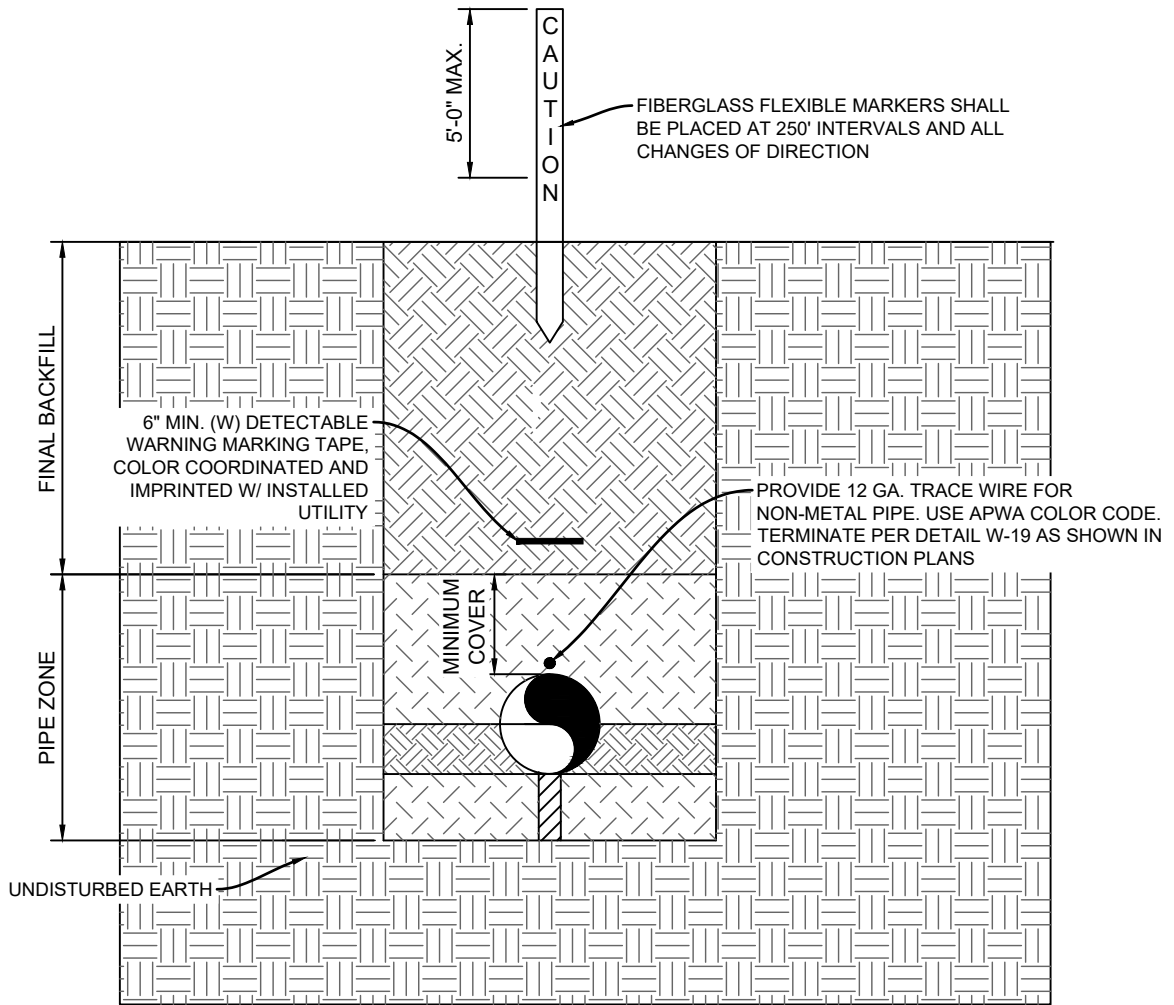 CAUTION
5'-0" MAX.
FIBERGLASS FLEXIBLE MARKERS SHALL
BE PLACED AT 250' INTERVALS AND ALL
CHANGES OF DIRECTION
FINAL BACKFILL
6" MIN. (W) DETECTABLE
WARNING MARKING TAPE,
COLOR COORDINATED AND
IMPRINTED W/ INSTALLED
UTILITY
PROVIDE 12 GA. TRACE WIRE FOR
NON-METAL PIPE. USE APWA COLOR CODE.
TERMINATE PER DETAIL W-19 AS SHOWN IN
CONSTRUCTION PLANS
MINIMUM
COVER
PIPE ZONE
UNDISTURBED EARTH